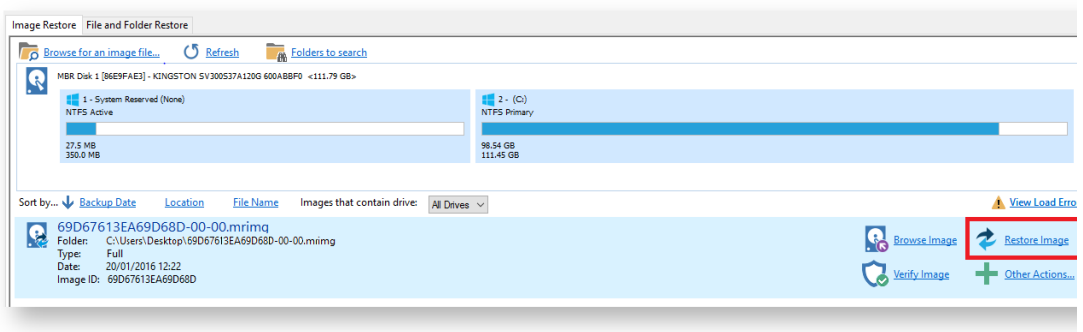 Image Restore File and Folder Restore
Browse for an image file... Refresh Folders to search
MBR Disk 1 [86E9FAE3] - KINGSTON SV300S37A120G 600ABBF0 <111.79 GB>
1 - System Reserved (None)
NTFS Active
27.5 MB
350.0 MB
2 - (C:)
NTFS Primary
98.54 GB
111.45 GB
Sort by... Backup Date Location File Name Images that contain drive: All Drives View Load Erro
69D67613EA69D68D-00-00.mrimg
Folder: C:\Users\Desktop\69D67613EA69D68D-00-00.mrimg
Type: Full
Date: 20/01/2016 12:22
Image ID: 69D67613EA69D68D
Browse Image Restore Image
Verify Image Other Actions...